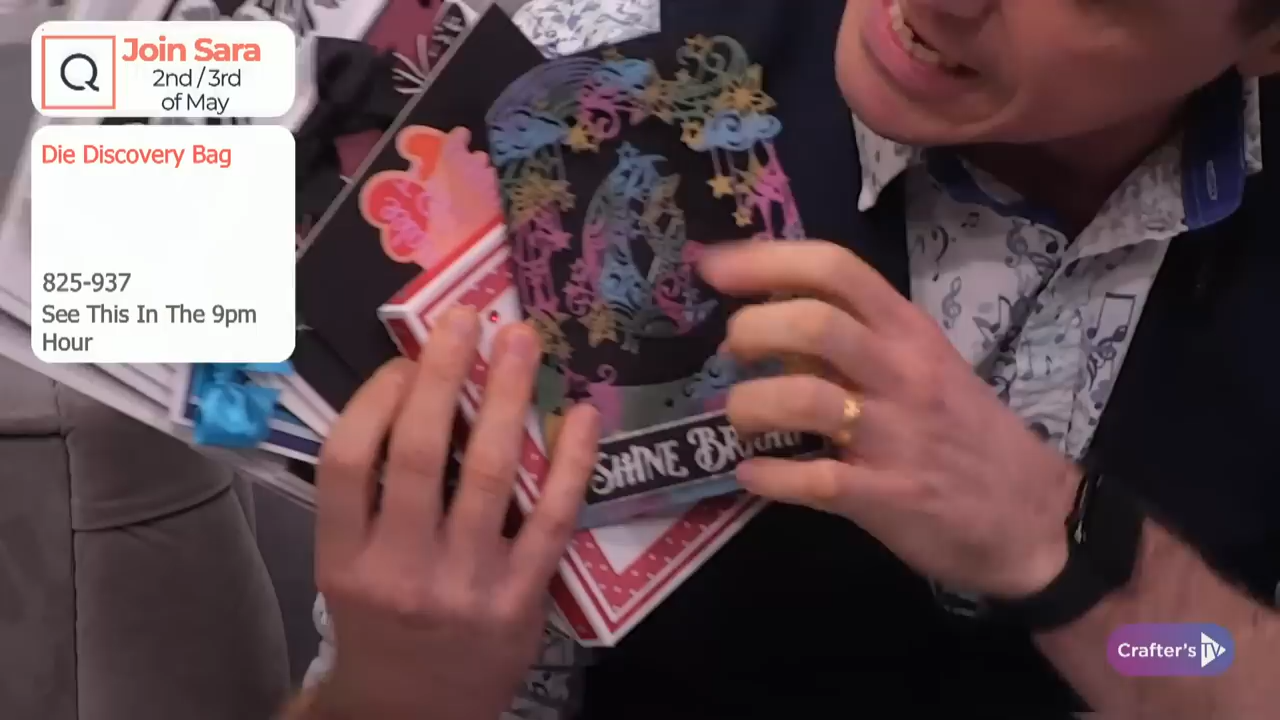 Q
Join Sara
2nd / 3rd
of May
Die Discovery Bag
825-937
See This In The 9pm
Hour
SHINE
Crafter's TV